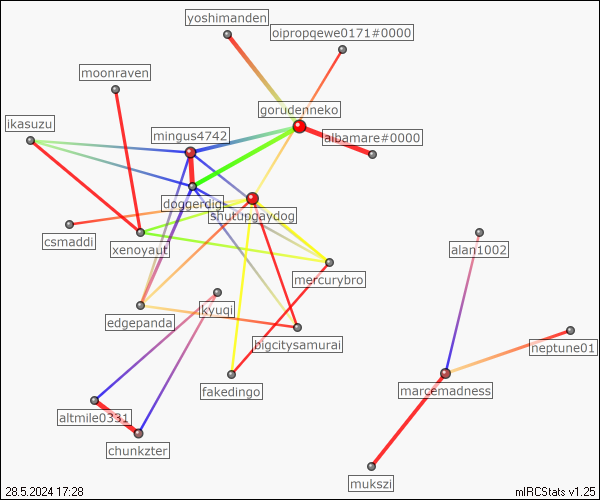 yoshimanden
oipropqewe0171#0000
moonraven
gorudenneko
ikasuzu
mingus4742
albamare#0000
doggerdigi
shutupgaydog
csmaddi
xenoyaut
alan1002
mercurybro
kyuqi
edgepanda
bigcitysamurai
neptune01
fakedingo
marcemadness
altmile0331
chunkzter
mukszi
28.5.2024 17:28
mIRCStats v1.25